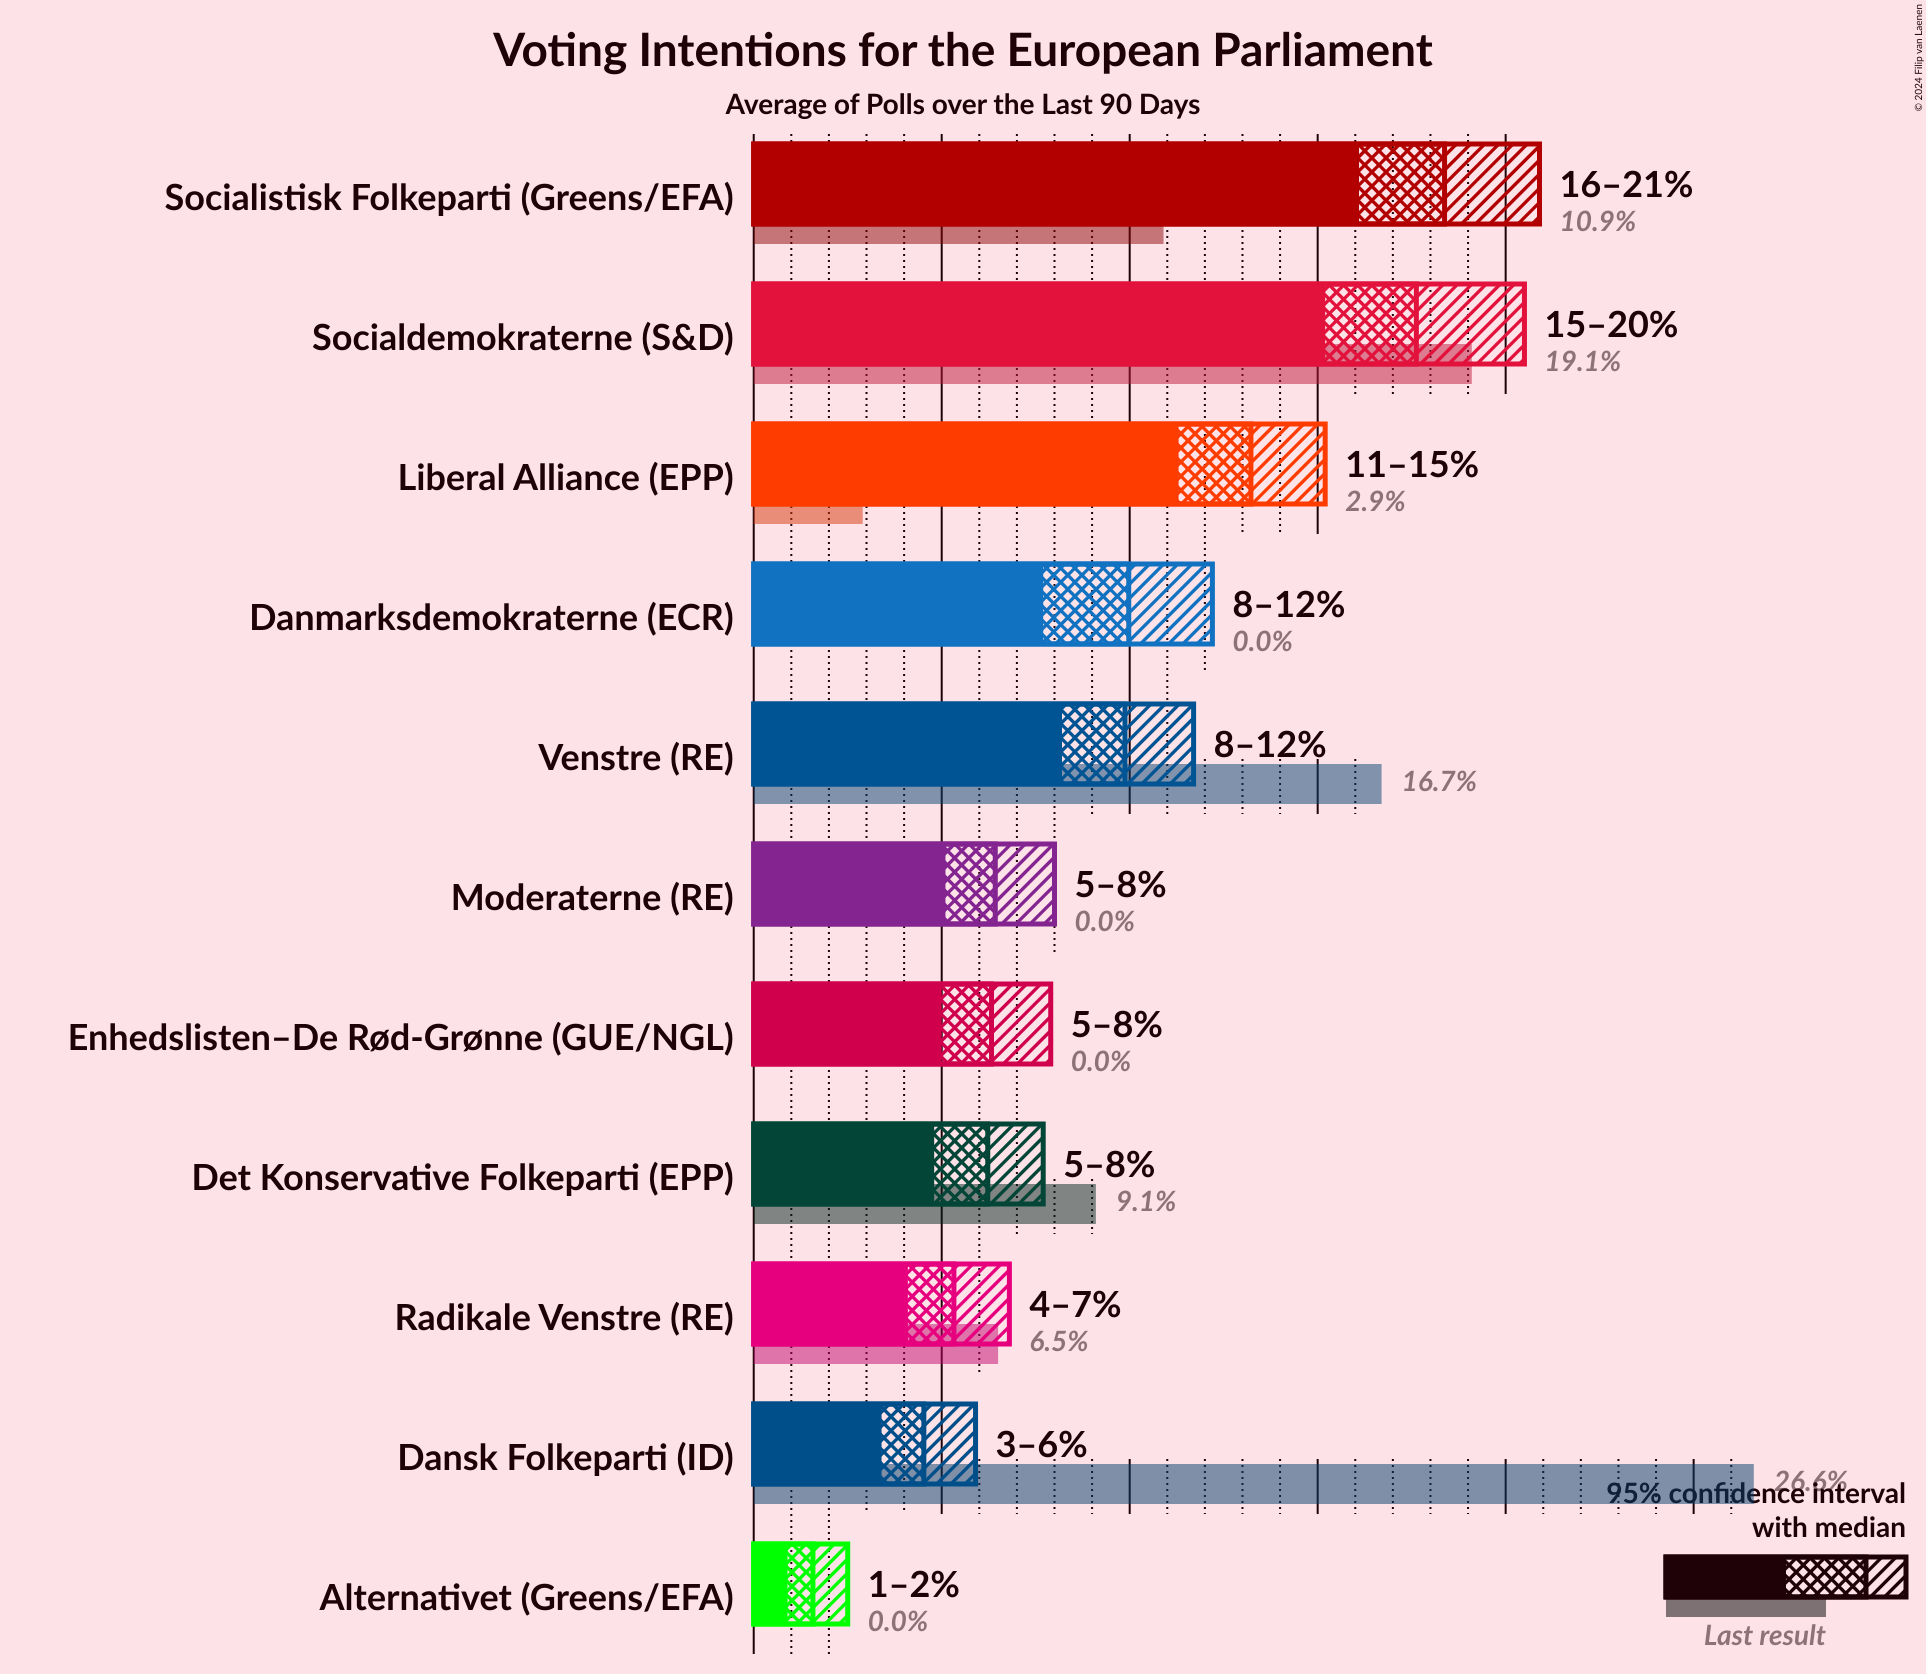 © 2024 Filip van Laenen
Voting Intentions for the European Parliament
Average of Polls over the Last 90 Days
Socialistisk Folkeparti (Greens/EFA)
16–21%
10.9%
Socialdemokraterne (S&D)
15–20%
19.1%
Liberal Alliance (EPP)
11–15%
2.9%
Danmarksdemokraterne (ECR)
8–12%
0.0%
Venstre (RE)
8–12%
16.7%
Moderaterne (RE)
5–8%
0.0%
Enhedslisten–De Rød-Grønne (GUE/NGL)
5–8%
0.0%
Det Konservative Folkeparti (EPP)
5–8%
9.1%
Radikale Venstre (RE)
4–7%
6.5%
Dansk Folkeparti (ID)
3–6%
26.6%
Alternativet (Greens/EFA)
1–2%
0.0%
95% confidence interval
with median
Last result